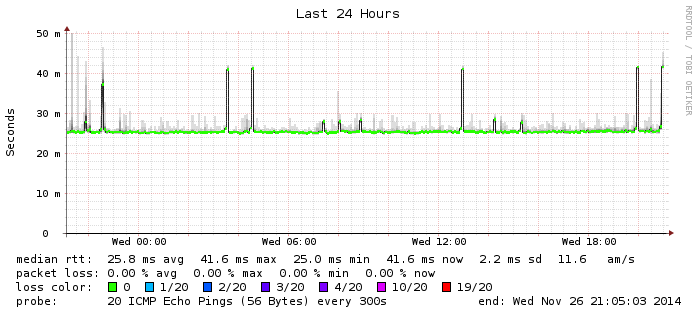 Last 24 Hours
RRDTOOL / TOBI OETIKER
Seconds
50 m
40 m
30 m
20 m
10 m
0
Wed 00:00 Wed 06:00 Wed 12:00 Wed 18:00
median rtt: 25.8 ms avg 41.6 ms max 25.0 ms min 41.6 ms now 2.2 ms sd 11.6 am/s
packet loss: 0.00 % avg 0.00 % max 0.00 % min 0.00 % now
loss color: 0 1/20 2/20 3/20 4/20 10/20 19/20
probe: 20 ICMP Echo Pings (56 Bytes) every 300s end: Wed Nov 26 21:05:03 2014